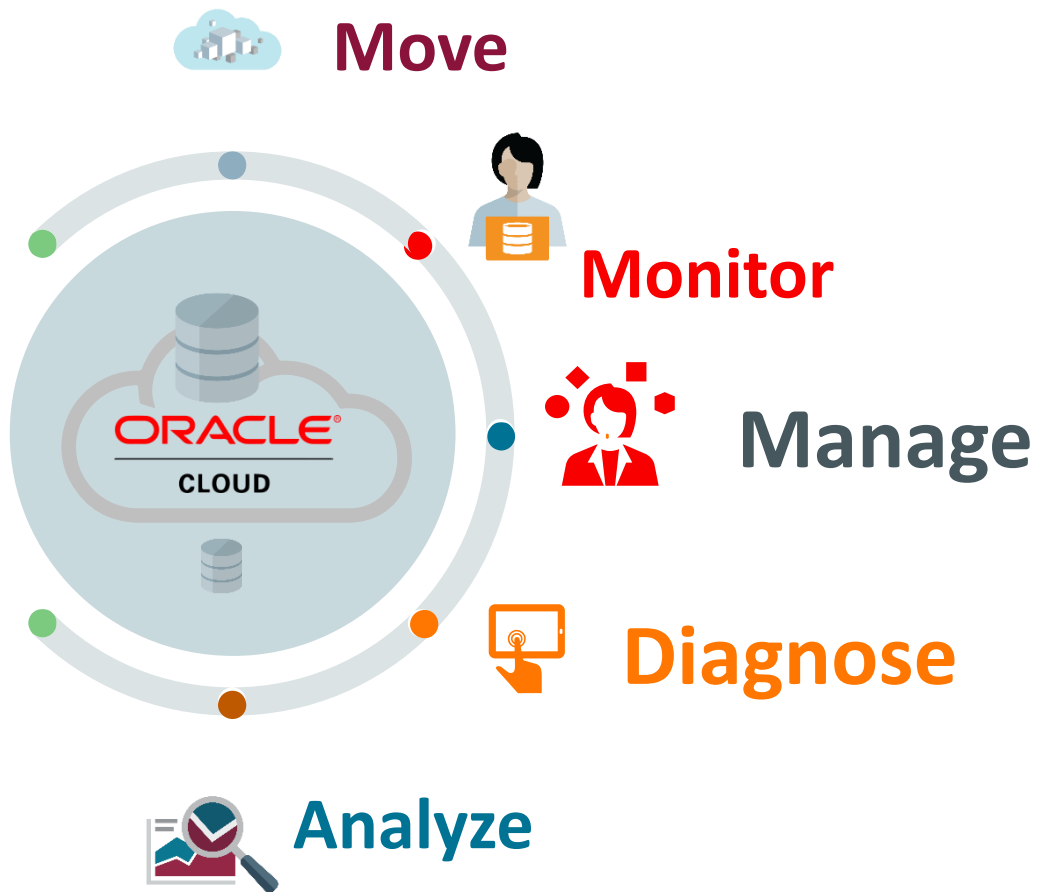 Move
Monitor
Manage
ORACLE®
CLOUD
Diagnose
Analyze